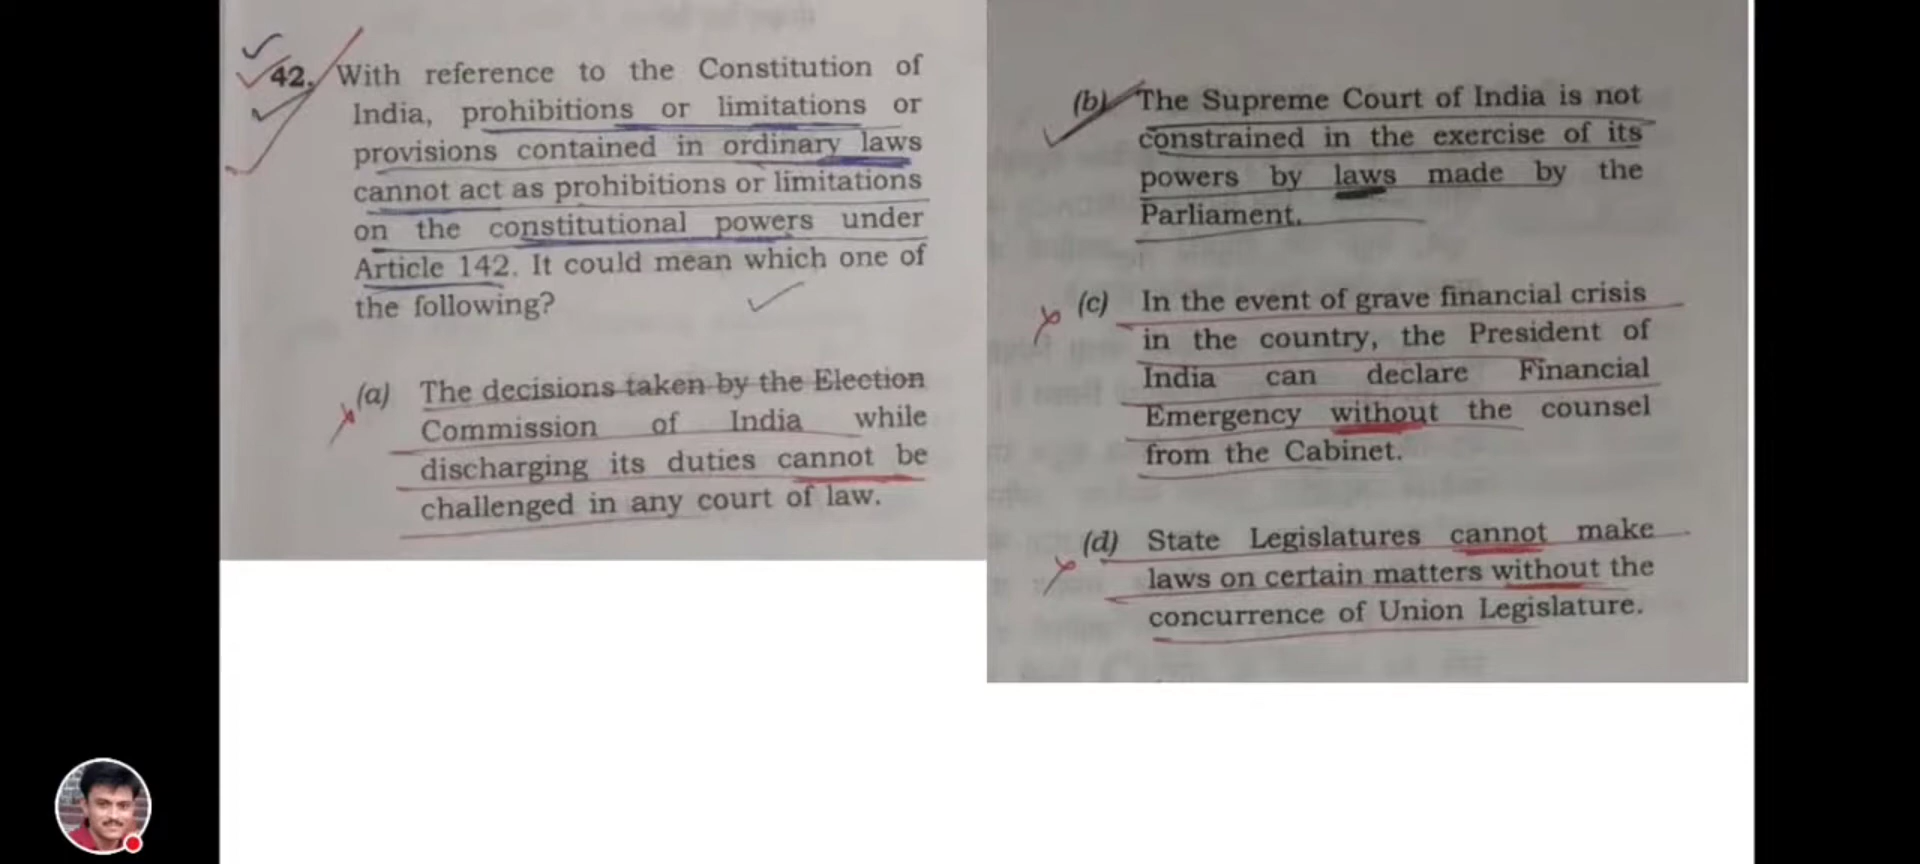 42. With reference to the Constitution of
India, prohibitions or limitations or
provisions contained in ordinary laws
cannot act as prohibitions or limitations
on the constitutional powers under
Article 142. It could mean which one of
the following?
(a) The decisions taken by the Election
Commission of India while
discharging its duties cannot be
challenged in any court of law.
(b) The Supreme Court of India is not
constrained in the exercise of its
powers by laws made by the
Parliament.
(c) In the event of grave financial crisis
in the country, the President of
India can declare Financial
Emergency without the counsel
from the Cabinet.
(d) State Legislatures cannot make
laws on certain matters without the
concurrence of Union Legislature.